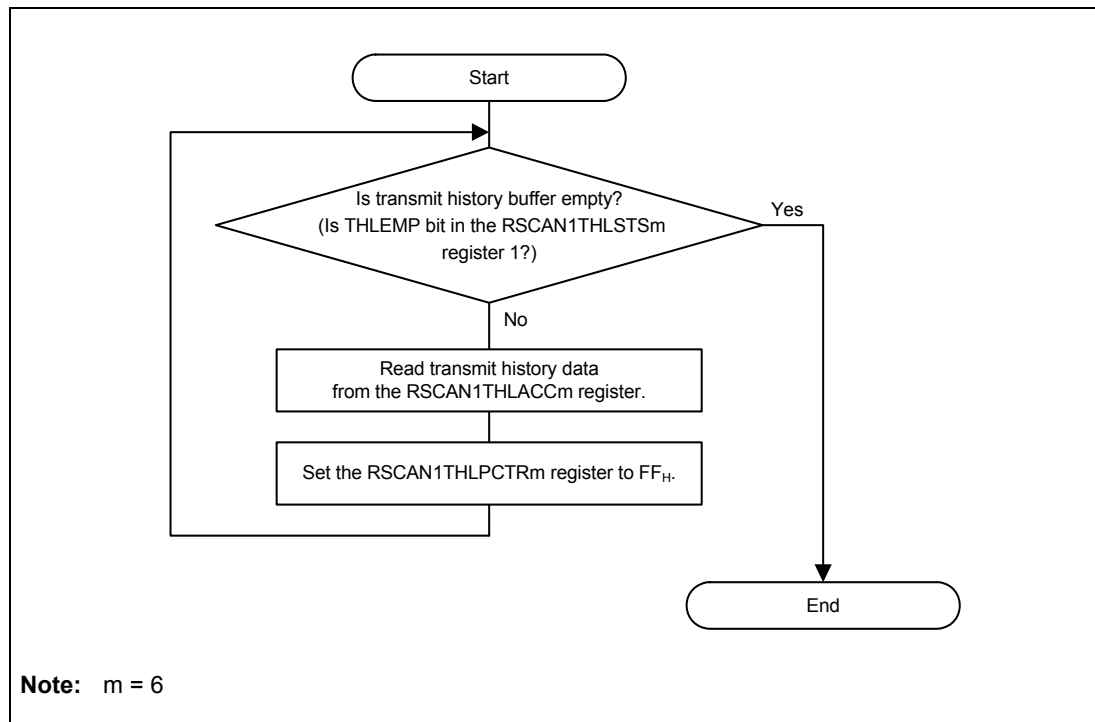 Start
Is transmit history buffer empty?
(Is THLEMP bit in the RSCAN1THLSTSm
register 1?)
Yes
No
Read transmit history data
from the RSCAN1THLACCm register.
Set the RSCAN1THLPCTRm register to FFH.
End
Note: m = 6